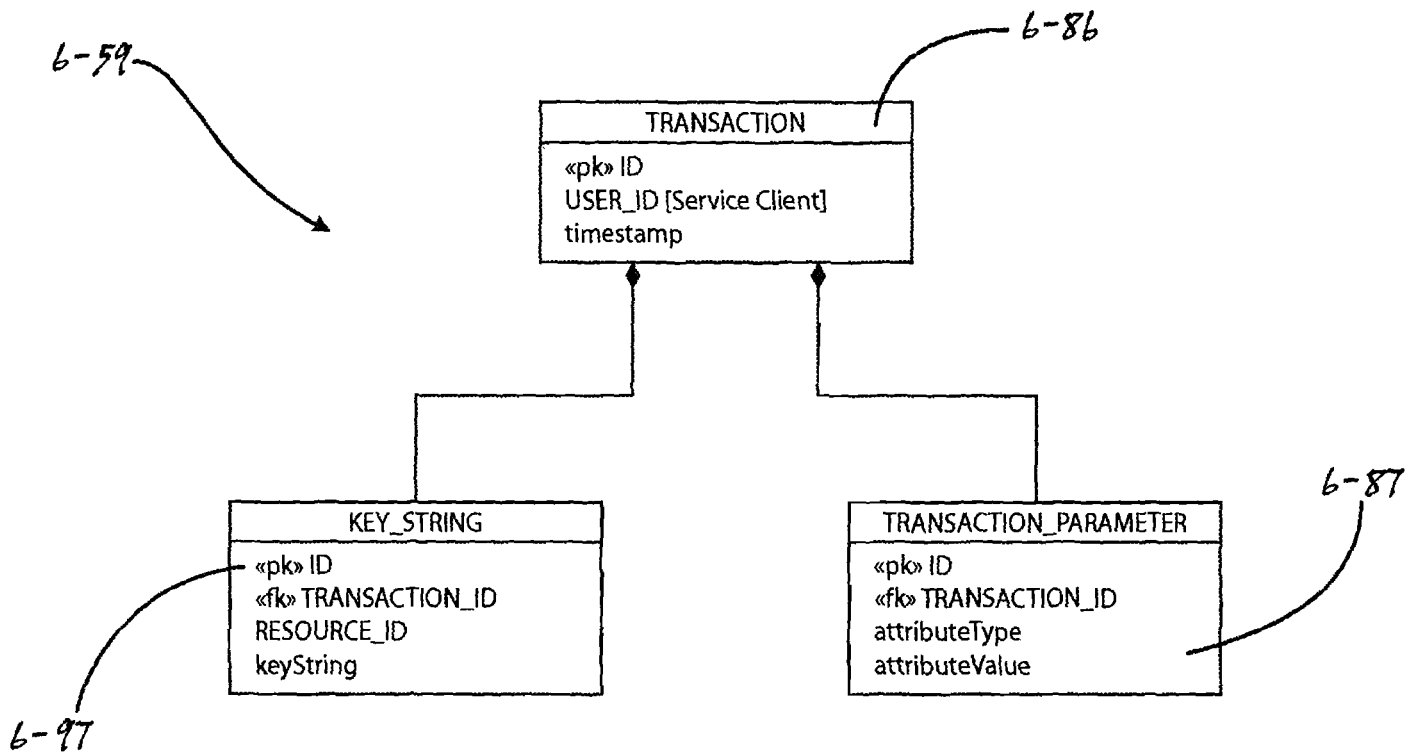 6-59
6-86
TRANSACTION
«pk» ID
USER_ID [Service Client]
timestamp
KEY_STRING
«pk» ID
«fk» TRANSACTION_ID
RESOURCE_ID
keyString
6-97
TRANSACTION_PARAMETER
«pk» ID
«fk» TRANSACTION_ID
attributeType
attributeValue
6-87